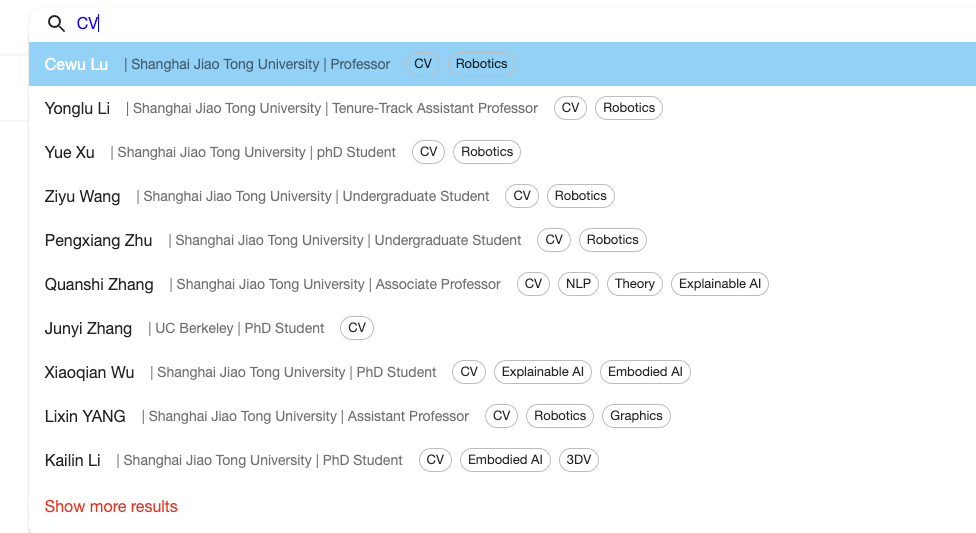 CV
Cewu Lu | Shanghai Jiao Tong University | Professor CV Robotics
Yonglu Li | Shanghai Jiao Tong University | Tenure-Track Assistant Professor CV Robotics
Yue Xu | Shanghai Jiao Tong University | phD Student CV Robotics
Ziyu Wang | Shanghai Jiao Tong University | Undergraduate Student CV Robotics
Pengxiang Zhu | Shanghai Jiao Tong University | Undergraduate Student CV Robotics
Quanshi Zhang | Shanghai Jiao Tong University | Associate Professor CV NLP Theory Explainable AI
Junyi Zhang | UC Berkeley | PhD Student CV
Xiaoqian Wu | Shanghai Jiao Tong University | PhD Student CV Explainable AI Embodied AI
Lixin YANG | Shanghai Jiao Tong University | Assistant Professor CV Robotics Graphics
Kailin Li | Shanghai Jiao Tong University | PhD Student CV Embodied AI 3DV
Show more results